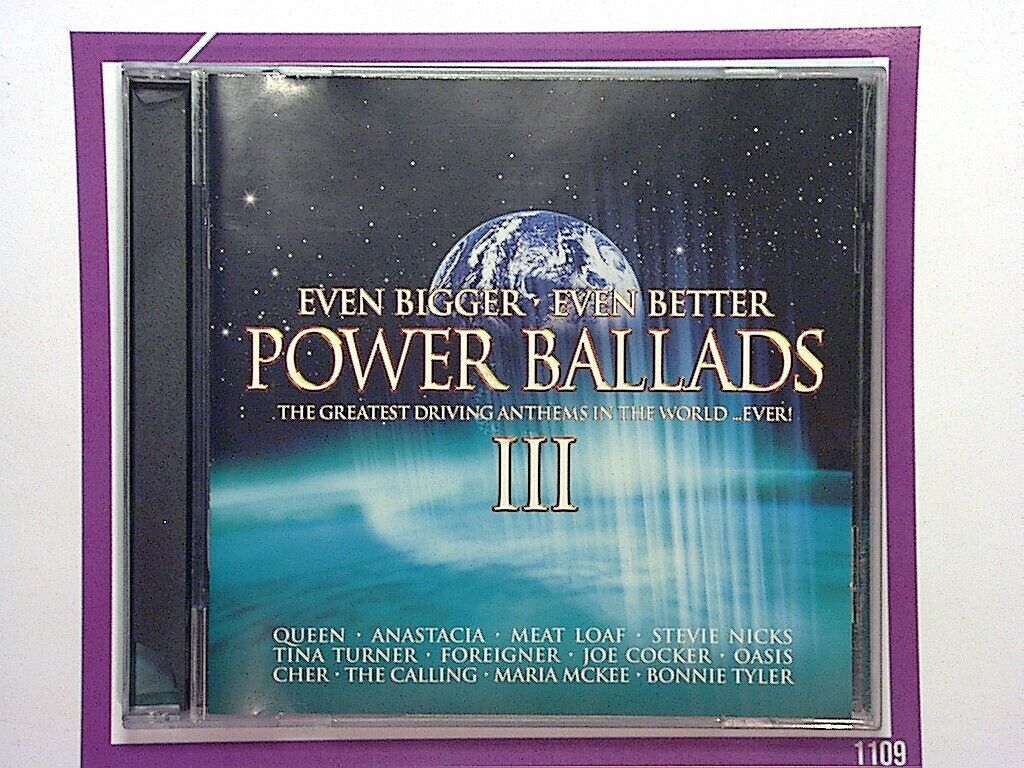 EVEN BIGGER · EVEN BETTER
POWER BALLADS
THE GREATEST DRIVING ANTHEMS IN THE WORLD ...EVER!
III
QUEEN · ANASTACIA · MEAT LOAF · STEVIE NICKS
TINA TURNER · FOREIGNER · JOE COCKER · OASIS
CHER · THE CALLING · MARIA MCKEE · BONNIE TYLER
1109